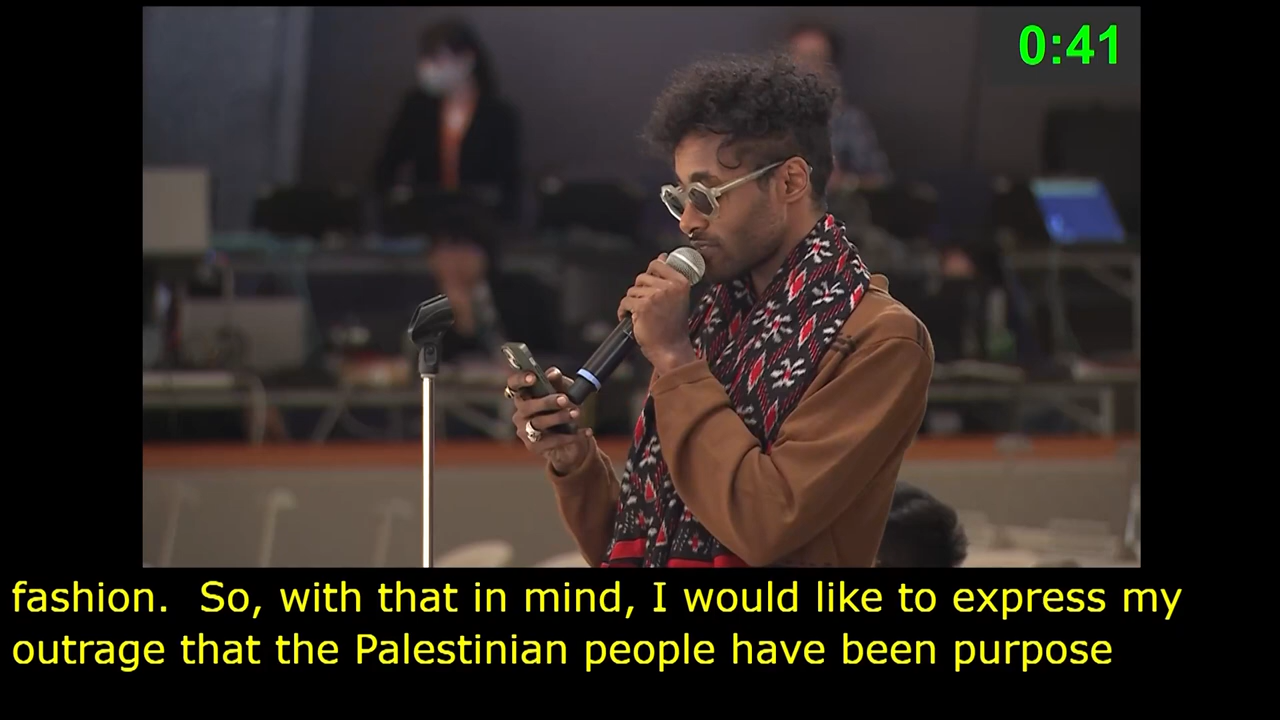 0:41
fashion.  So, with that in mind, I would like to express my
outrage that the Palestinian people have been purpose